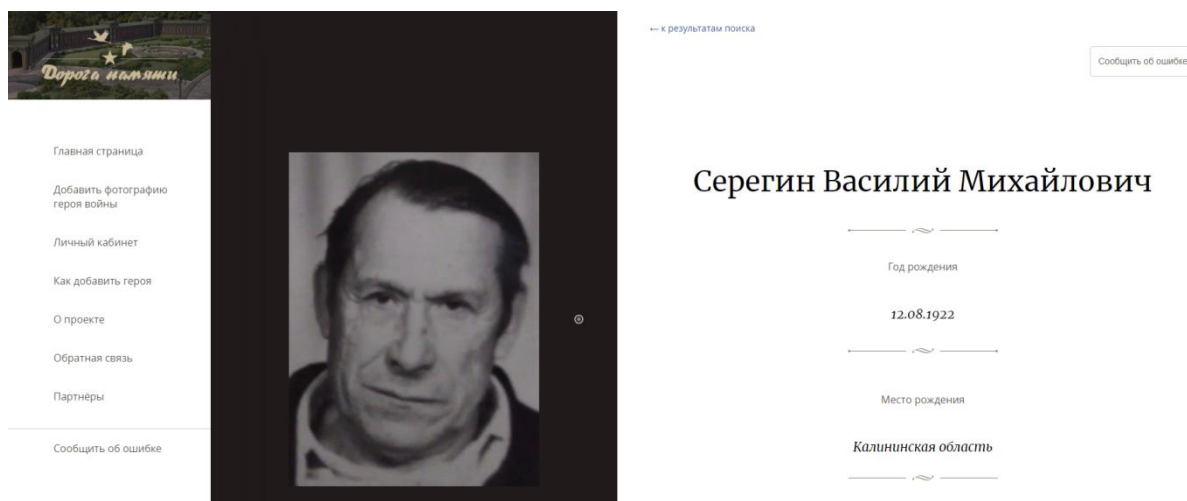 Дорога памяти
Главная страница
Добавить фотографию
героя войны
Личный кабинет
Как добавить героя
О проекте
Обратная связь
Партнёры
Сообщить об ошибке
← к результатам поиска
Сообщить об ошибке
Серегин Василий Михайлович
Год рождения
12.08.1922
Место рождения
Калининская область